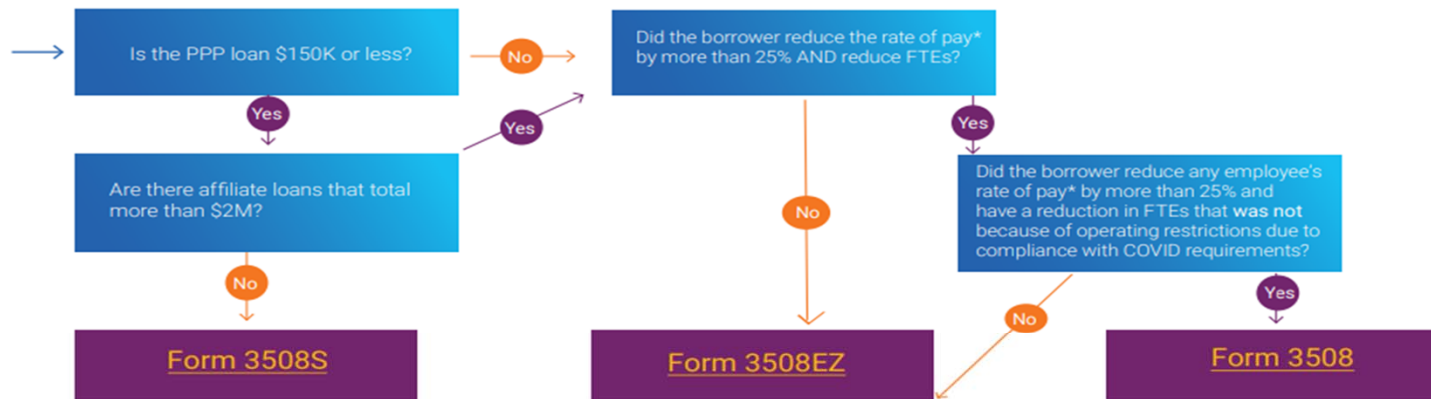 Is the PPP loan $150K or less?
No
Did the borrower reduce the rate of pay*
by more than 25% AND reduce FTEs?
Yes
Yes
Yes
Are there affiliate loans that total
more than $2M?
Did the borrower reduce any employee's
rate of pay* by more than 25% and
have a reduction in FTEs that was not
because of operating restrictions due to
compliance with COVID requirements?
No
No
Yes
No
Form 3508S
Form 3508EZ
Form 3508